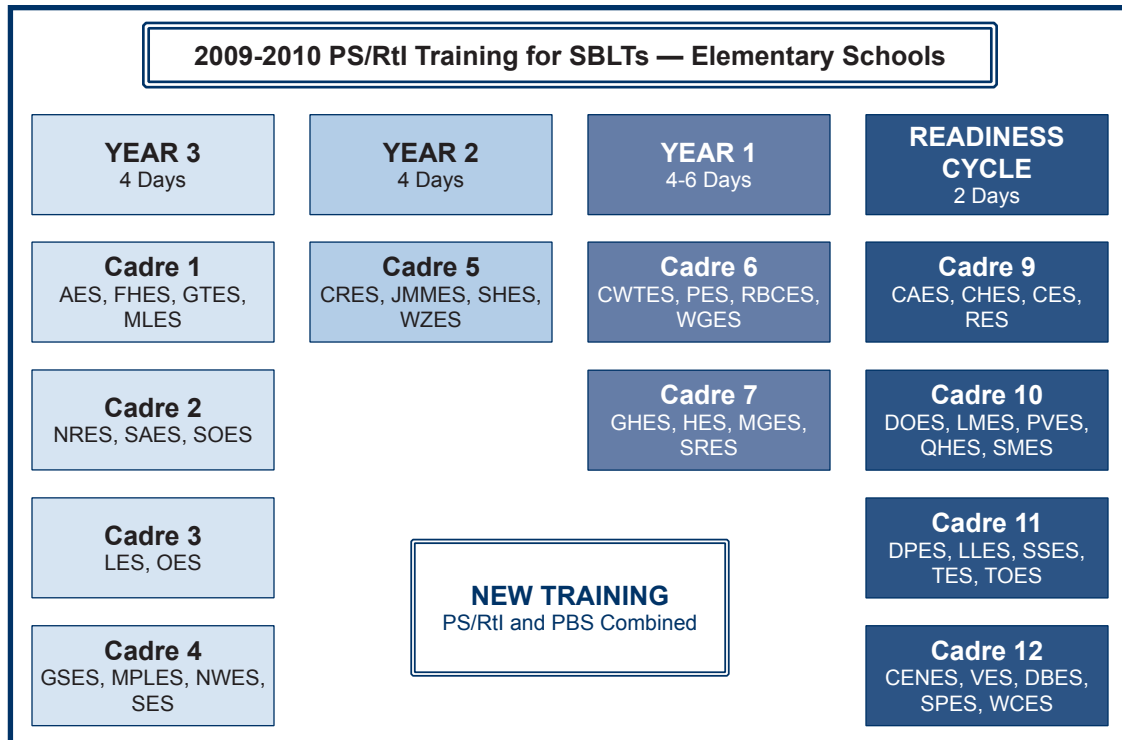 2009-2010 PS/RtI Training for SBLTs — Elementary Schools
YEAR 3
4 Days
YEAR 2
4 Days
YEAR 1
4-6 Days
READINESS
CYCLE
2 Days
Cadre 1
AES, FHES, GTES,
MLES
Cadre 5
CRES, JMMES, SHES,
WZES
Cadre 6
CWTES, PES, RBCES,
WGES
Cadre 9
CAES, CHES, CES,
RES
Cadre 2
NRES, SAES, SOES
Cadre 7
GHES, HES, MGES,
SRES
Cadre 10
DOES, LMES, PVES,
QHES, SMES
Cadre 3
LES, OES
NEW TRAINING
PS/RtI and PBS Combined
Cadre 11
DPES, LLES, SSES,
TES, TOES
Cadre 4
GSES, MPLES, NWES,
SES
Cadre 12
CENES, VES, DBES,
SPES, WCES